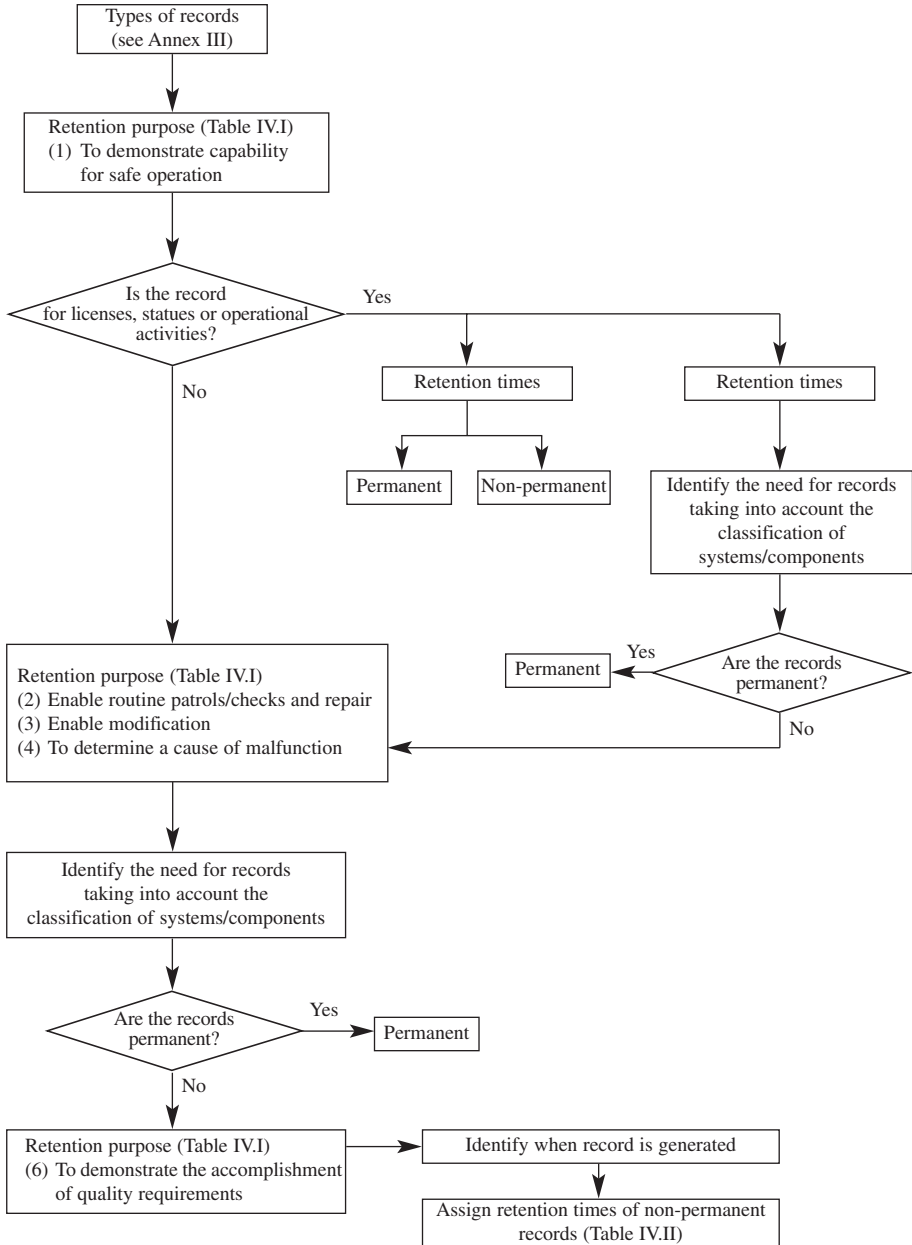 Types of records
(see Annex III)
Retention purpose (Table IV.I)
(1) To demonstrate capability
for safe operation
Is the record
for licenses, statues or operational
activities?
Yes
No
Retention times
Retention times
Permanent
Non-permanent
Identify the need for records
taking into account the
classification of
systems/components
Are the records
permanent?
Yes
Permanent
No
Retention purpose (Table IV.I)
(2) Enable routine patrols/checks and repair
(3) Enable modification
(4) To determine a cause of malfunction
Identify the need for records
taking into account the
classification of systems/components
Are the records
permanent?
Yes
Permanent
No
Retention purpose (Table IV.I)
(6) To demonstrate the accomplishment
of quality requirements
Identify when record is generated
Assign retention times of non-permanent
records (Table IV.II)